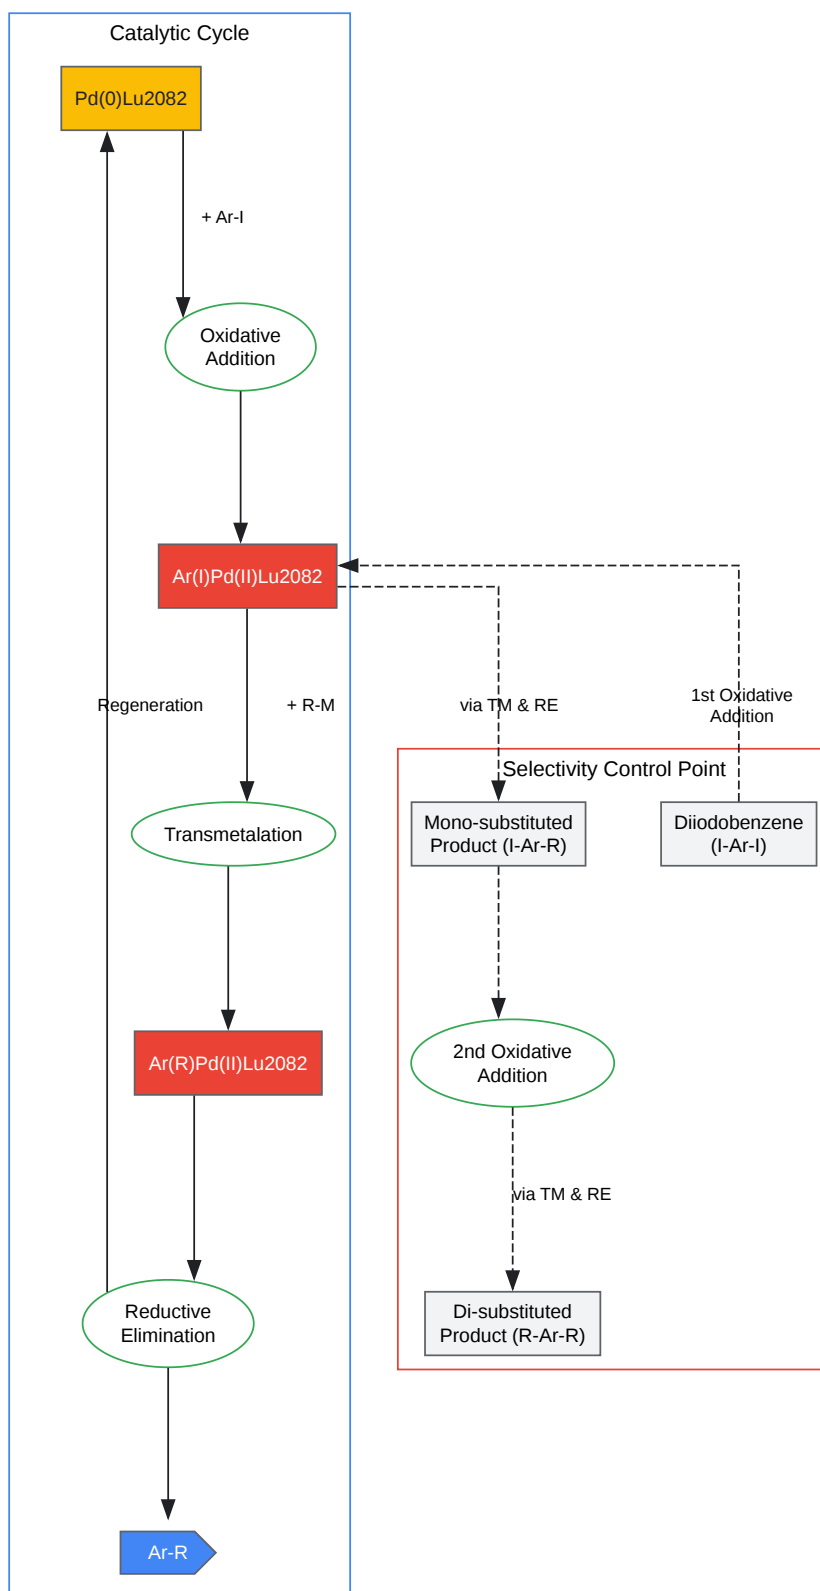 Catalytic Cycle
Pd(0)Lu2082
+ Ar-I
Oxidative
Addition
Ar(I)Pd(II)Lu2082
Regeneration
+ R-M
via TM & RE
1st Oxidative
Addition
Selectivity Control Point
Transmetalation
Mono-substituted
Product (I-Ar-R)
Diiodobenzene
(I-Ar-I)
Ar(R)Pd(II)Lu2082
2nd Oxidative
Addition
via TM & RE
Reductive
Elimination
Di-substituted
Product (R-Ar-R)
Ar-R